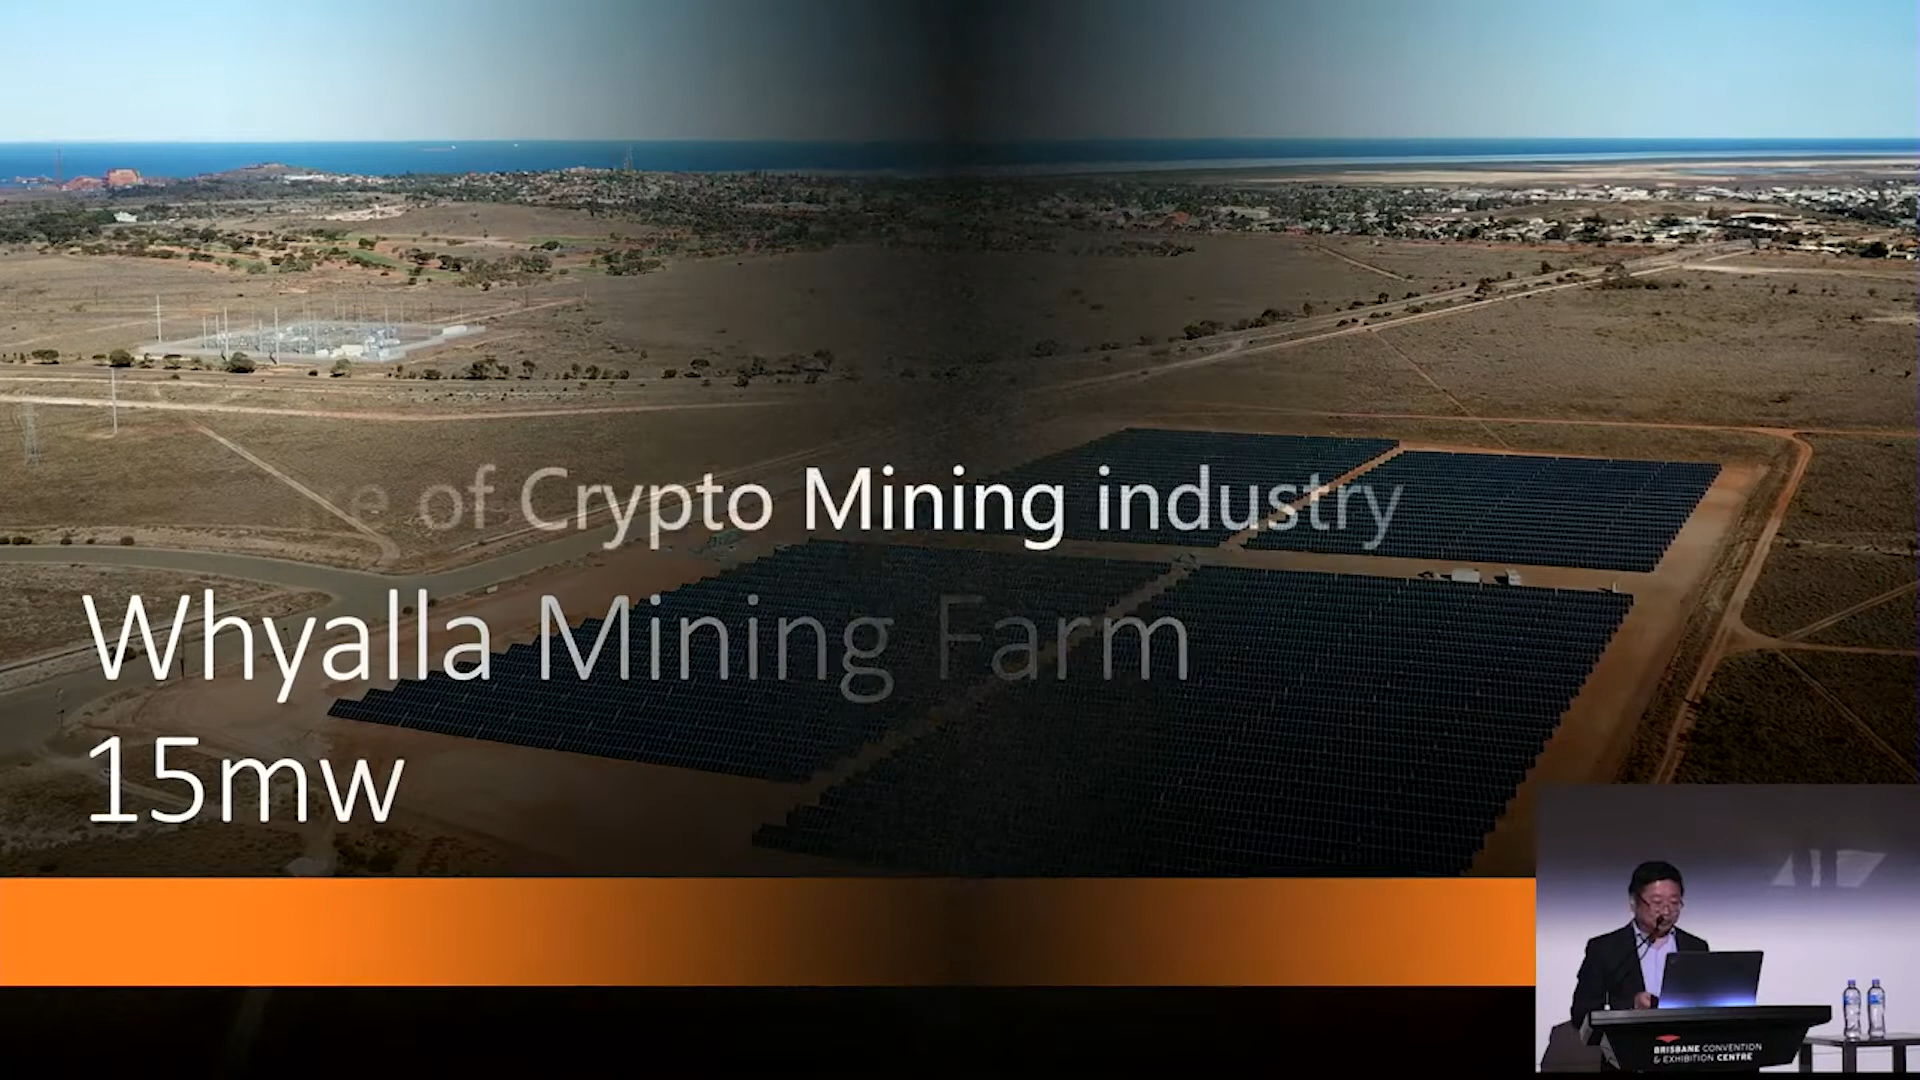 of Crypto Mining industry
Whyalla Mining Farm
15mw
BRISBANE CONVENTION
& EXHIBITION CENTRE